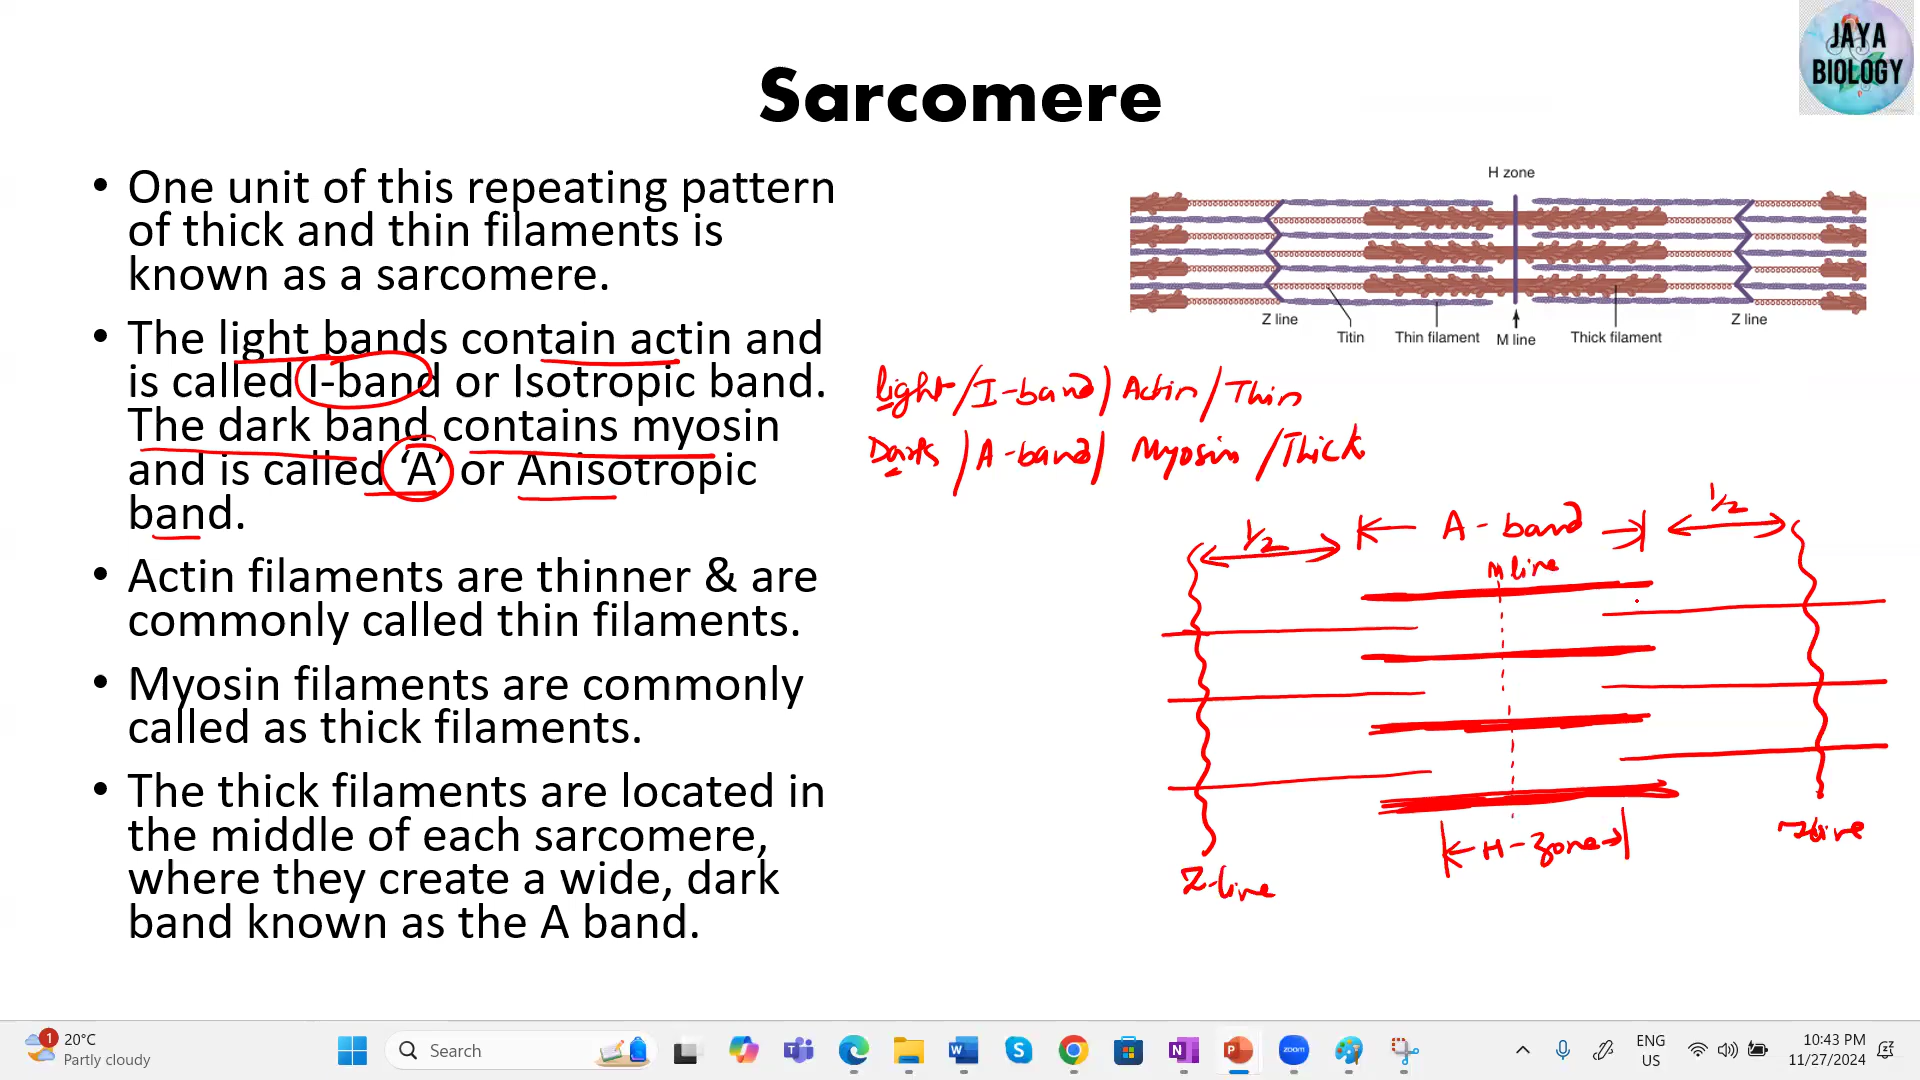 JAYA
BIOLOGY
Sarcomere
• One unit of this repeating pattern
of thick and thin filaments is
known as a sarcomere.
• The light bands contain actin and
is called I-band or Isotropic band.
The dark band contains myosin
and is called ‘A’ or Anisotropic
band.
• Actin filaments are thinner & are
commonly called thin filaments.
• Myosin filaments are commonly
called as thick filaments.
• The thick filaments are located in
the middle of each sarcomere,
where they create a wide, dark
band known as the A band.
H zone
Z line
Titin
Thin filament
M line
Thick filament
Z line
light/I-band/Actin/Thin
Dark/A-band/Myosin/Thick
1/2
A-band
1/2
M line
H-zone
Z-line
Z-line
1
20°C
Partly cloudy
Search
zoom
ENG
US
10:43 PM
11/27/2024